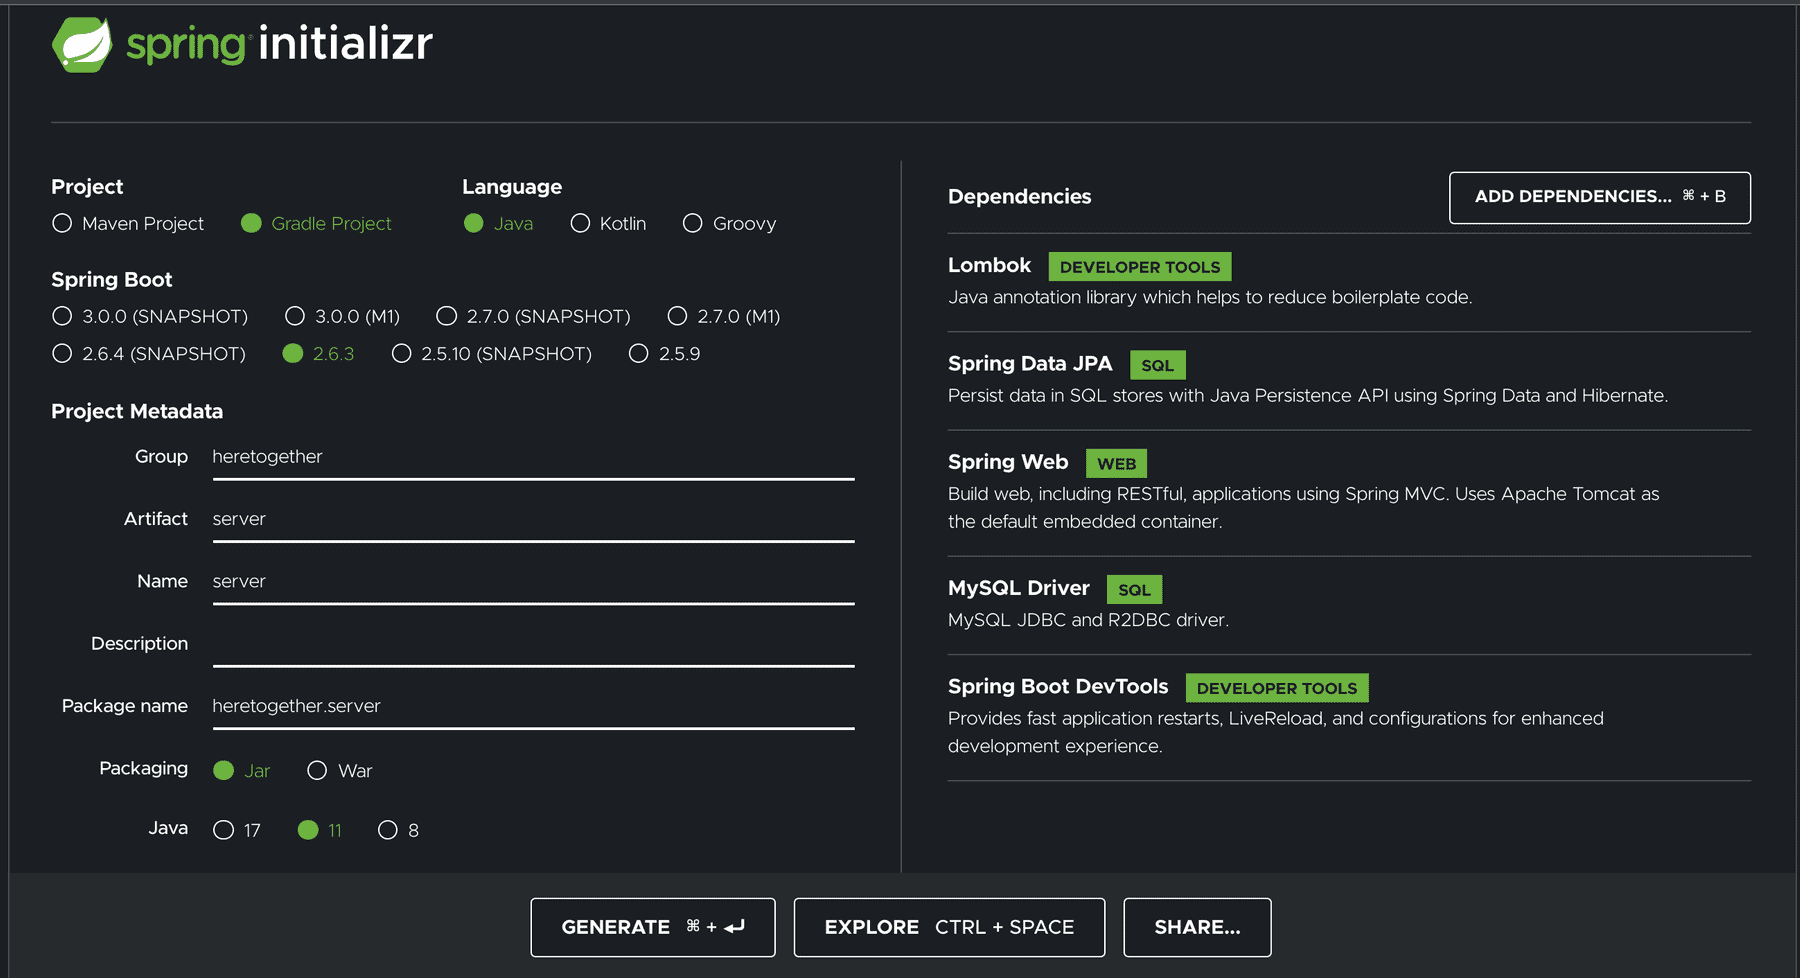 spring initializr
Project
Maven Project Gradle Project
Language
Java Kotlin Groovy
Spring Boot
3.0.0 (SNAPSHOT) 3.0.0 (M1) 2.7.0 (SNAPSHOT) 2.7.0 (M1)
2.6.4 (SNAPSHOT) 2.6.3 2.5.10 (SNAPSHOT) 2.5.9
Project Metadata
Group heretogether
Artifact server
Name server
Description
Package name heretogether.server
Packaging Jar War
Java 17 11 8
Dependencies
ADD DEPENDENCIES... ⌘ + B
Lombok DEVELOPER TOOLS
Java annotation library which helps to reduce boilerplate code.
Spring Data JPA SQL
Persist data in SQL stores with Java Persistence API using Spring Data and Hibernate.
Spring Web WEB
Build web, including RESTful, applications using Spring MVC. Uses Apache Tomcat as
the default embedded container.
MySQL Driver SQL
MySQL JDBC and R2DBC driver.
Spring Boot DevTools DEVELOPER TOOLS
Provides fast application restarts, LiveReload, and configurations for enhanced
development experience.
GENERATE ⌘ + ↵
EXPLORE CTRL + SPACE
SHARE...